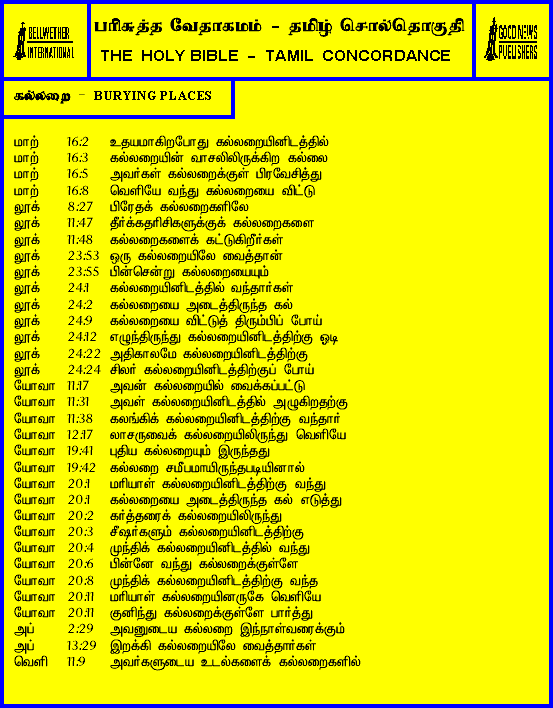 BELLWETHER
INTERNATIONAL
பரிசுத்த வேதாகமம் - தமிழ் சொல்தொகுதி
THE HOLY BIBLE - TAMIL CONCORDANCE
GOOD NEWS
PUBLISHERS
கல்லறை - BURYING PLACES
மாற் 16:2 உதயமாகிறபோது கல்லறையினிடத்தில்
மாற் 16:3 கல்லறையின் வாசலிலிருக்கிற கல்லை
மாற் 16:5 அவர்கள் கல்லறைக்குள் பிரவேசித்து
மாற் 16:8 வெளியே வந்து கல்லறையை விட்டு
லூக் 8:27 பிரேதக் கல்லறைகளிலே
லூக் 11:47 தீர்க்கதரிசிகளுக்குக் கல்லறைகளை
லூக் 11:48 கல்லறைகளைக் கட்டுகிறீர்கள்
லூக் 23:53 ஒரு கல்லறையிலே வைத்தான்
லூக் 23:55 பின்சென்று கல்லறையையும்
லூக் 24:1 கல்லறையினிடத்தில் வந்தார்கள்
லூக் 24:2 கல்லறையை அடைத்திருந்த கல்
லூக் 24:9 கல்லறையை விட்டுத் திரும்பிப் போய்
லூக் 24:12 எழுந்திருந்து கல்லறையினிடத்திற்கு ஓடி
லூக் 24:22 அதிகாலமே கல்லறையினிடத்திற்கு
லூக் 24:24 சிலர் கல்லறையினிடத்திற்குப் போய்
யோவா 11:17 அவன் கல்லறையில் வைக்கப்பட்டு
யோவா 11:31 அவள் கல்லறையினிடத்தில் அழுகிறதற்கு
யோவா 11:38 கலங்கிக் கல்லறையினிடத்திற்கு வந்தார்
யோவா 12:17 லாசருவைக் கல்லறையிலிருந்து வெளியே
யோவா 19:41 புதிய கல்லறையும் இருந்தது
யோவா 19:42 கல்லறை சமீபமாயிருந்தபடியினால்
யோவா 20:1 மரியாள் கல்லறையினிடத்திற்கு வந்து
யோவா 20:1 கல்லறையை அடைத்திருந்த கல் எடுத்து
யோவா 20:2 கர்த்தரைக் கல்லறையிலிருந்து
யோவா 20:3 சீஷர்களும் கல்லறையினிடத்திற்கு
யோவா 20:4 முந்திக் கல்லறையினிடத்தில் வந்து
யோவா 20:6 பின்னே வந்து கல்லறைக்குள்ளே
யோவா 20:8 முந்திக் கல்லறையினிடத்திற்கு வந்த
யோவா 20:11 மரியாள் கல்லறையினருகே வெளியே
யோவா 20:11 குனிந்து கல்லறைக்குள்ளே பார்த்து
அப் 2:29 அவனுடைய கல்லறை இந்நாள்வரைக்கும்
அப் 13:29 இறக்கி கல்லறையிலே வைத்தார்கள்
வெளி 11:9 அவர்களுடைய உடல்களைக் கல்லறைகளில்